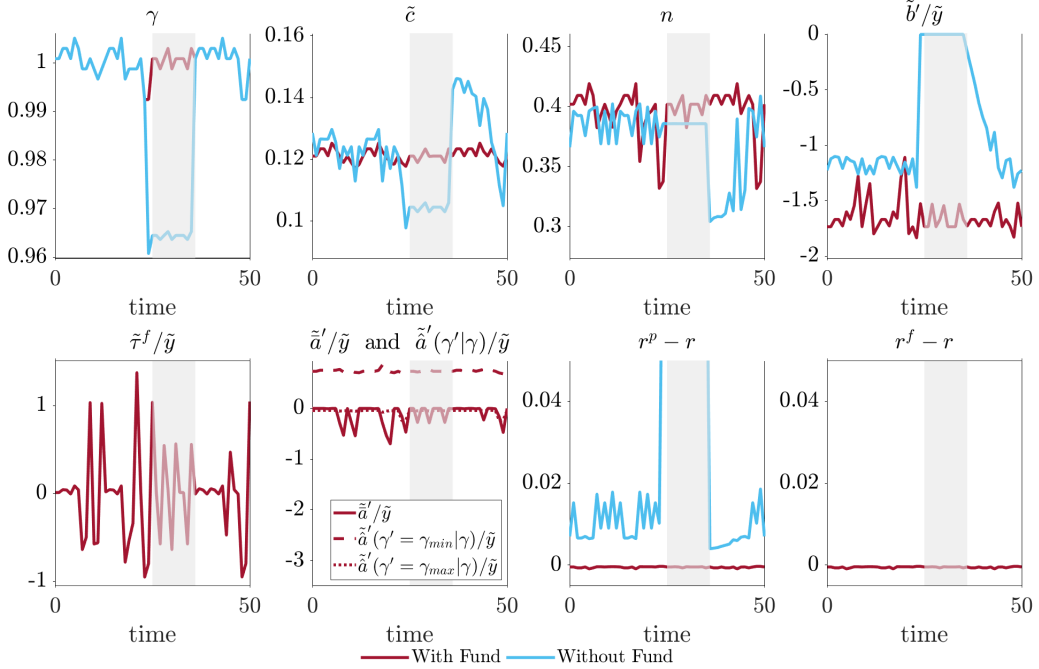 γ
c̃
n
b̃′/ỹ
1
0.99
0.98
0.97
0.96
0 50
time
0.16
0.14
0.12
0.1
0 50
time
0.45
0.4
0.35
0.3
0 50
time
0
-0.5
-1
-1.5
-2
0 50
time
τ̃ᶠ/ỹ
ã̄′/ỹ and ã̂′(γ′|γ)/ỹ
rᵖ − r
rᶠ − r
1
0
-1
0 50
time
0
-1
-2
-3
ã̄′/ỹ
ã̂′(γ′ = γₘᵢₙ|γ)/ỹ
ã̂′(γ′ = γₘₐₓ|γ)/ỹ
0 50
time
0.04
0.02
0
0 50
time
0.04
0.02
0
0 50
time
With Fund Without Fund